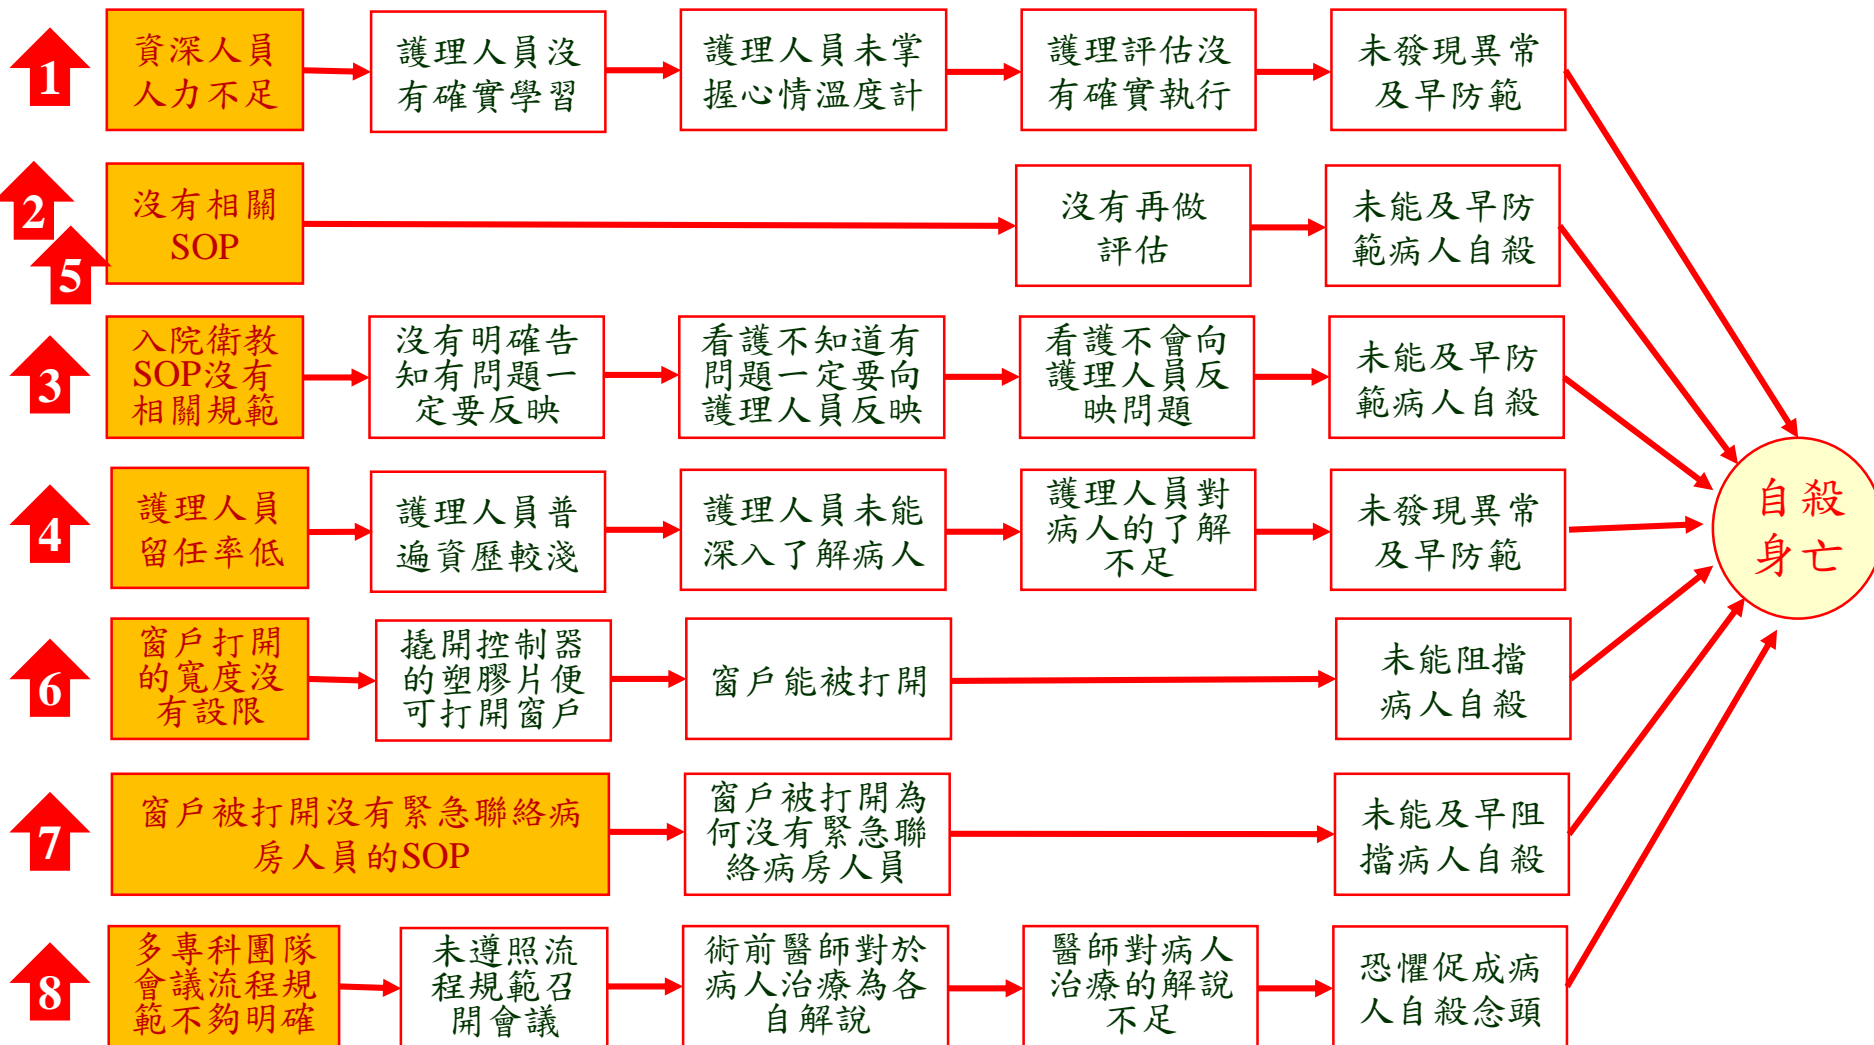 1
資深人員
人力不足
護理人員沒
有確實學習
護理人員未掌
握心情溫度計
護理評估沒
有確實執行
未發現異常
及早防範
2
5
沒有相關
SOP
沒有再做
評估
未能及早防
範病人自殺
3
入院衛教
SOP沒有
相關規範
沒有明確告
知有問題一
定要反映
看護不知道有
問題一定要向
護理人員反映
看護不會向
護理人員反
映問題
未能及早防
範病人自殺
4
護理人員
留任率低
護理人員普
遍資歷較淺
護理人員未能
深入了解病人
護理人員對
病人的了解
不足
未發現異常
及早防範
自殺
身亡
6
窗戶打開
的寬度沒
有設限
撬開控制器
的塑膠片便
可打開窗戶
窗戶能被打開
未能阻擋
病人自殺
7
窗戶被打開沒有緊急聯絡病
房人員的SOP
窗戶被打開為
何沒有緊急聯
絡病房人員
未能及早阻
擋病人自殺
8
多專科團隊
會議流程規
範不夠明確
未遵照流
程規範召
開會議
術前醫師對於
病人治療為各
自解說
醫師對病人
治療的解說
不足
恐懼促成病
人自殺念頭